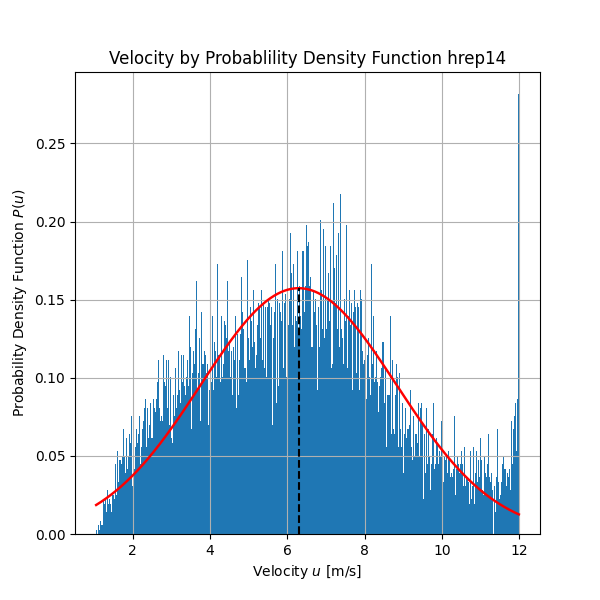 Velocity by Probablility Density Function hrep14
Probability Density Function P(u)
0.25
0.20
0.15
0.10
0.05
0.00
2 4 6 8 10 12
Velocity u [m/s]